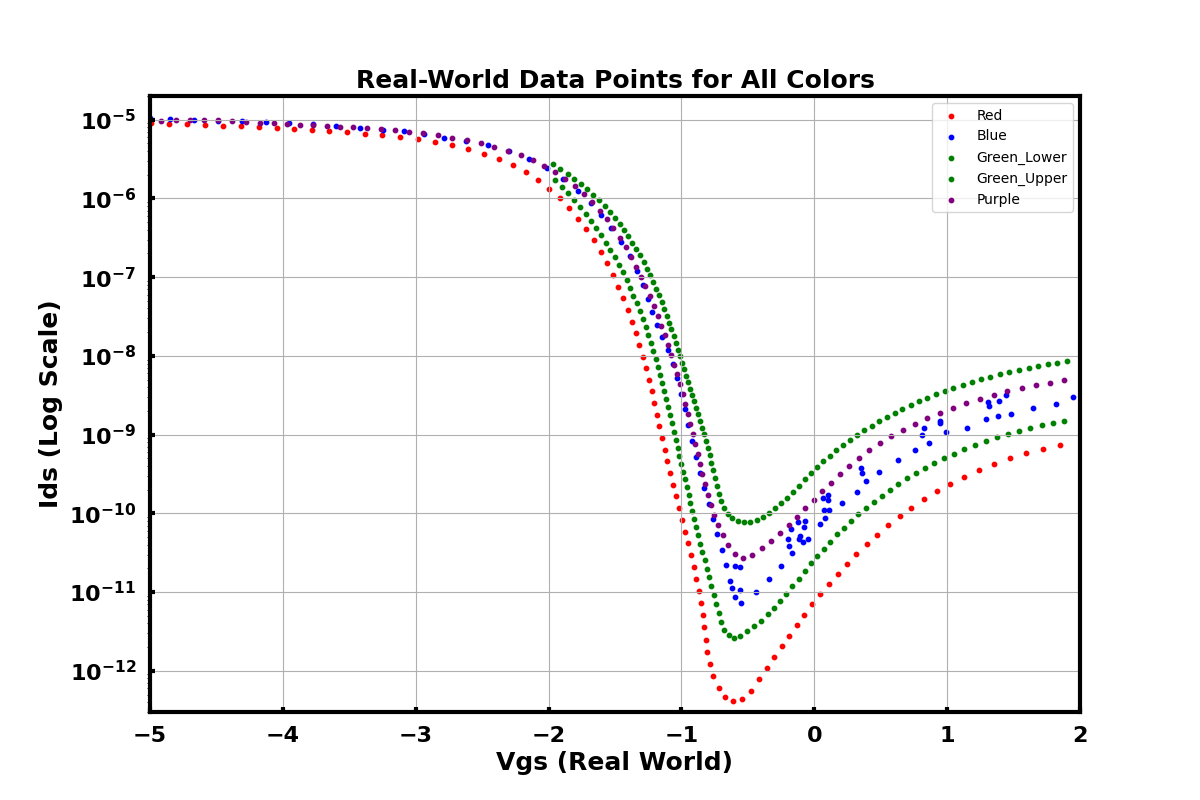 Real-World Data Points for All Colors
Ids (Log Scale)
10⁻⁵
10⁻⁶
10⁻⁷
10⁻⁸
10⁻⁹
10⁻¹⁰
10⁻¹¹
10⁻¹²
Red
Blue
Green_Lower
Green_Upper
Purple
−5 −4 −3 −2 −1 0 1 2
Vgs (Real World)